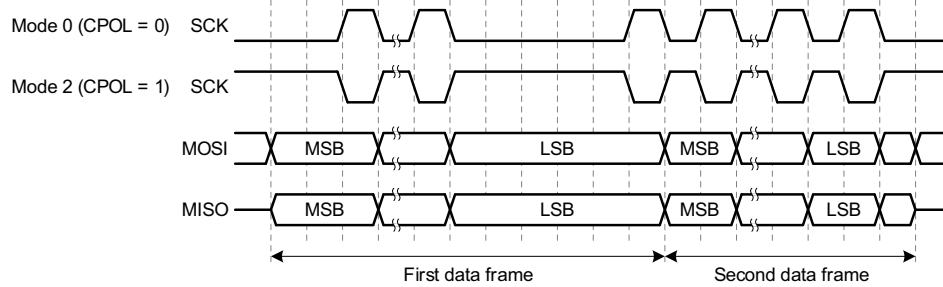 Mode 0 (CPOL = 0) SCK
Mode 2 (CPOL = 1) SCK
MOSI MSB LSB MSB LSB
MISO MSB LSB MSB LSB
First data frame Second data frame